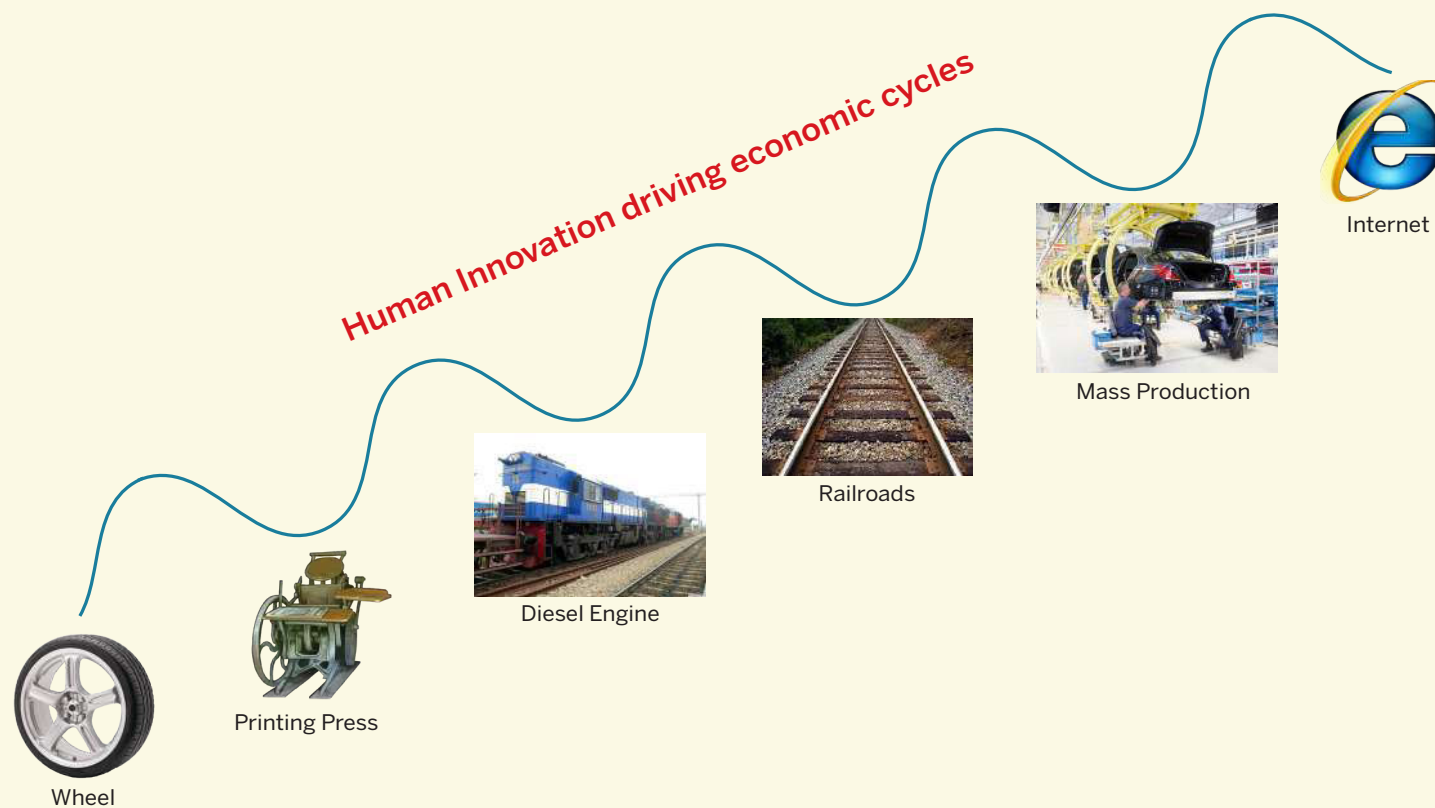 Human Innovation driving economic cycles
Internet
Mass Production
Railroads
Diesel Engine
Printing Press
Wheel